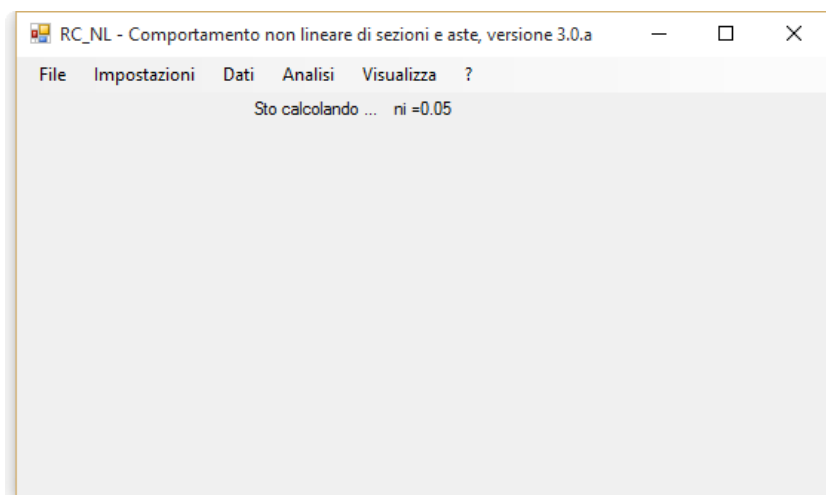 RC_NL - Comportamento non lineare di sezioni e aste, versione 3.0.a
File Impostazioni Dati Analisi Visualizza ?
Sto calcolando ... ni =0.05